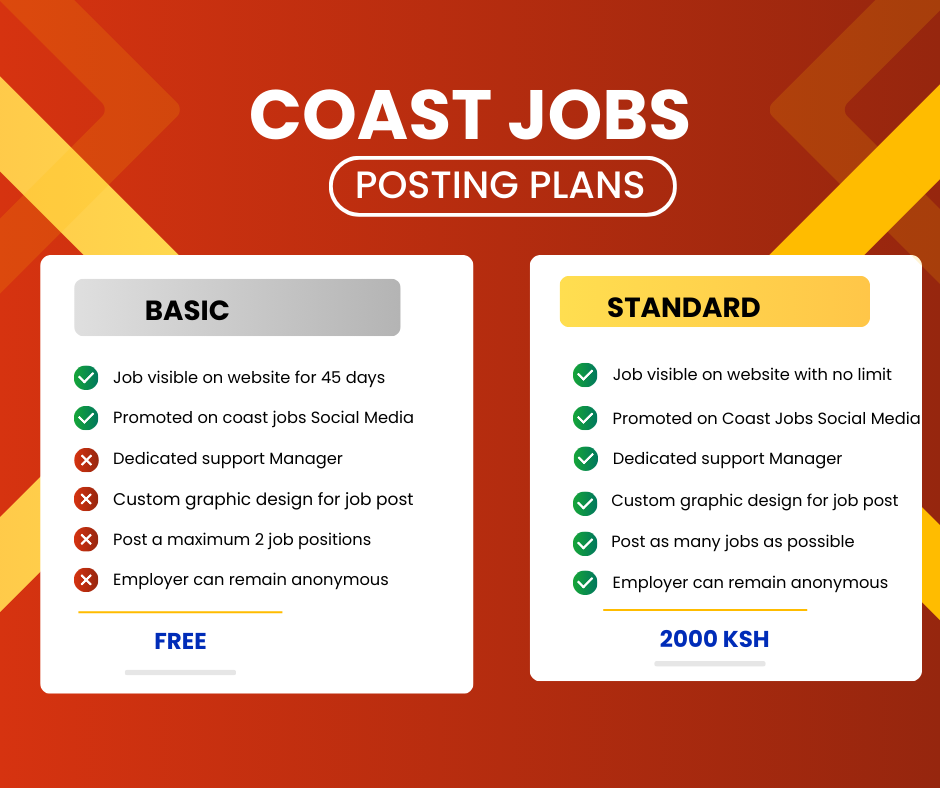 COAST JOBS
POSTING PLANS
BASIC
Job visible on website for 45 days
Promoted on coast jobs Social Media
Dedicated support Manager
Custom graphic design for job post
Post a maximum 2 job positions
Employer can remain anonymous
FREE
STANDARD
Job visible on website with no limit
Promoted on Coast Jobs Social Media
Dedicated support Manager
Custom graphic design for job post
Post as many jobs as possible
Employer can remain anonymous
2000 KSH